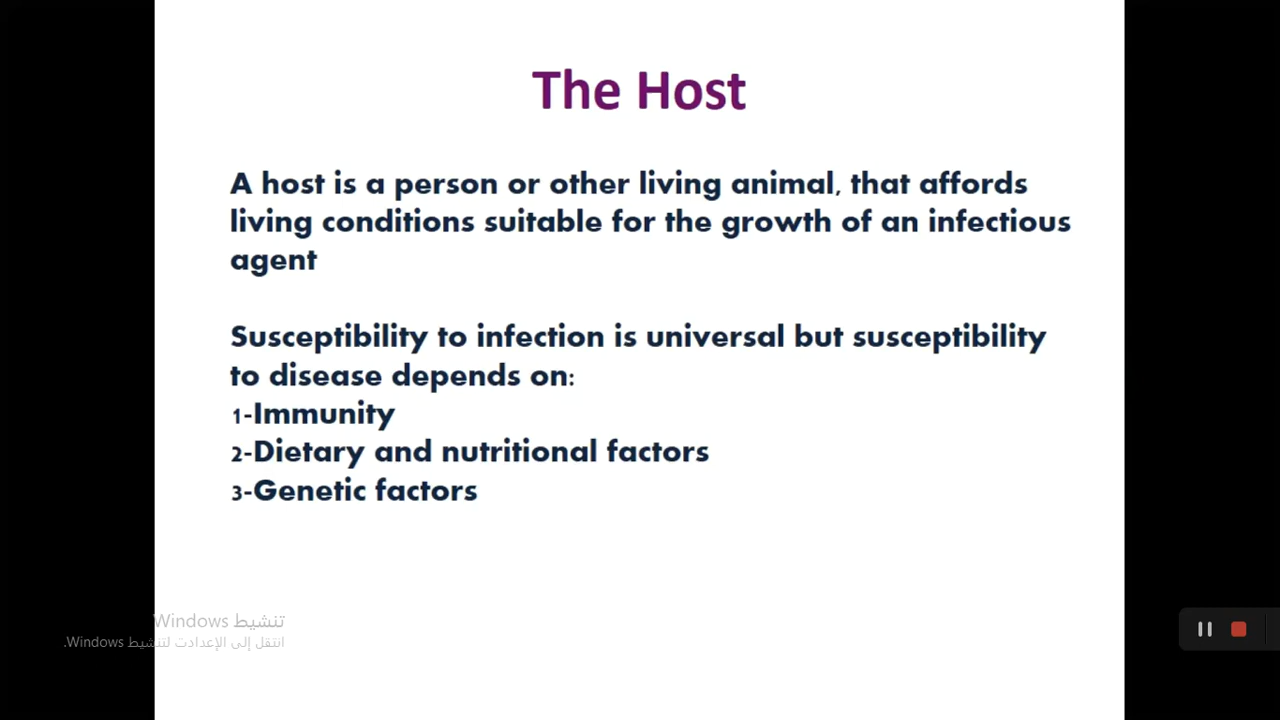 The Host
A host is a person or other living animal, that affords
living conditions suitable for the growth of an infectious
agent
Susceptibility to infection is universal but susceptibility
to disease depends on:
1-Immunity
2-Dietary and nutritional factors
3-Genetic factors
تنشيط Windows
انتقل إلى الإعدادت لتنشيط Windows.